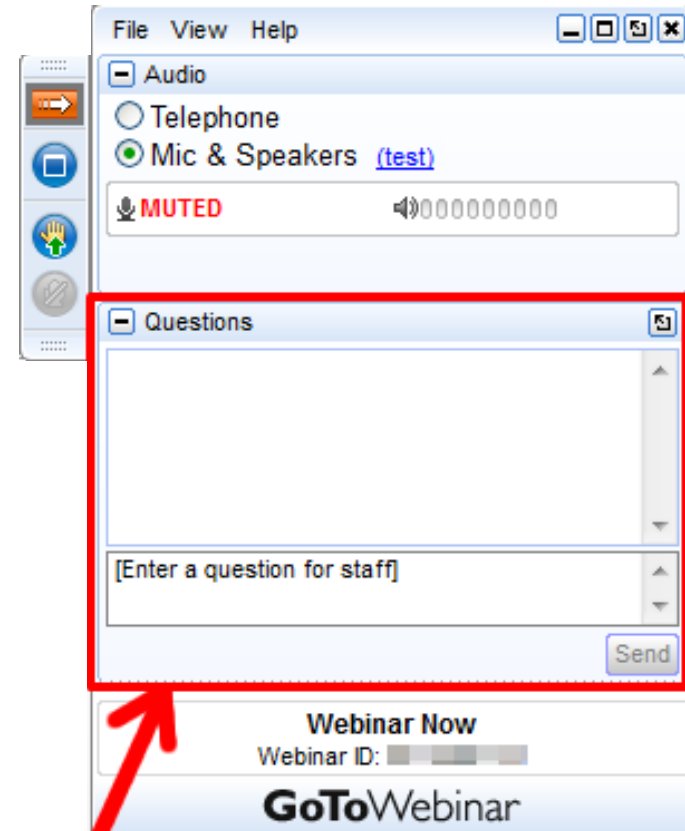 File View Help
Audio
Telephone
Mic & Speakers (test)
MUTED 000000000
Questions
[Enter a question for staff]
Send
Webinar Now
Webinar ID:
GoToWebinar